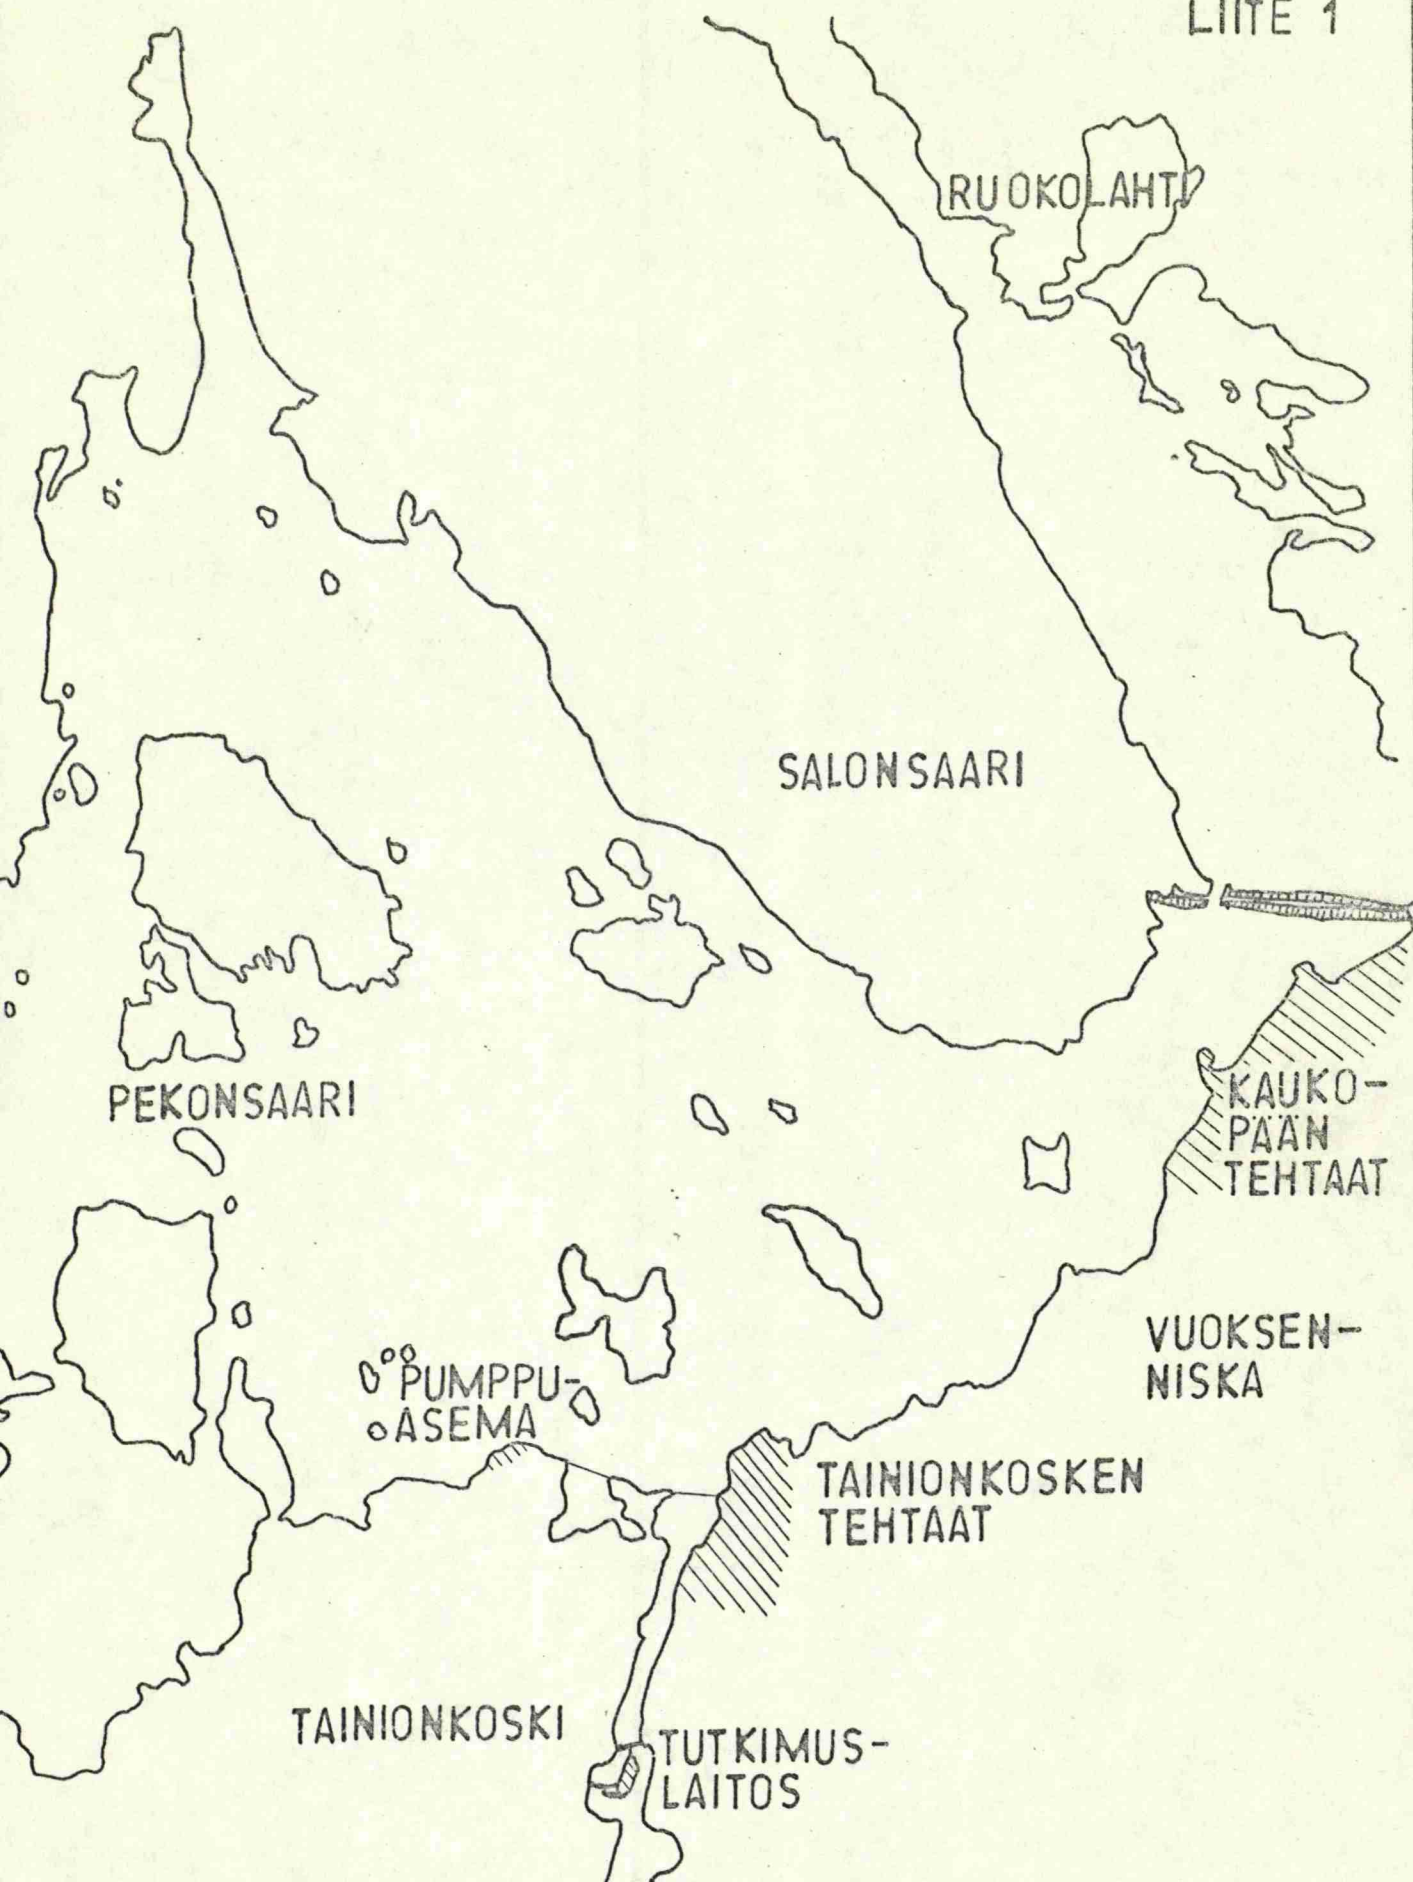 LIITE 1
RUOKOLAHTI
SALONSAARI
PEKONSAARI
KAUKO-
PÄÄN
TEHTAAT
VUOKSEN-
NISKA
PUMPPU-
ASEMA
TAINIONKOSKEN
TEHTAAT
TAINIONKOSKI
TUTKIMUS-
LAITOS